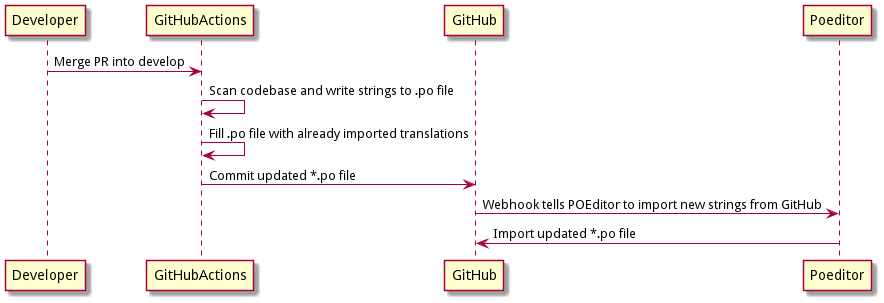 Developer GitHubActions GitHub Poeditor
Merge PR into develop
Scan codebase and write strings to .po file
Fill .po file with already imported translations
Commit updated *.po file
Webhook tells POEditor to import new strings from GitHub
Import updated *.po file
Developer GitHubActions GitHub Poeditor